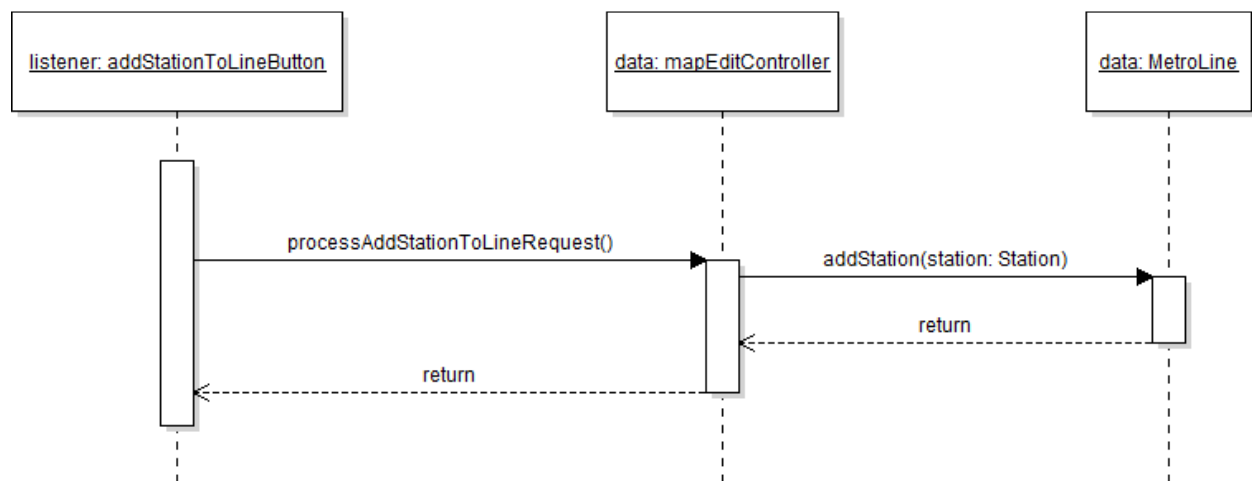 listener: addStationToLineButton
data: mapEditController
data: MetroLine
processAddStationToLineRequest()
addStation(station: Station)
return
return